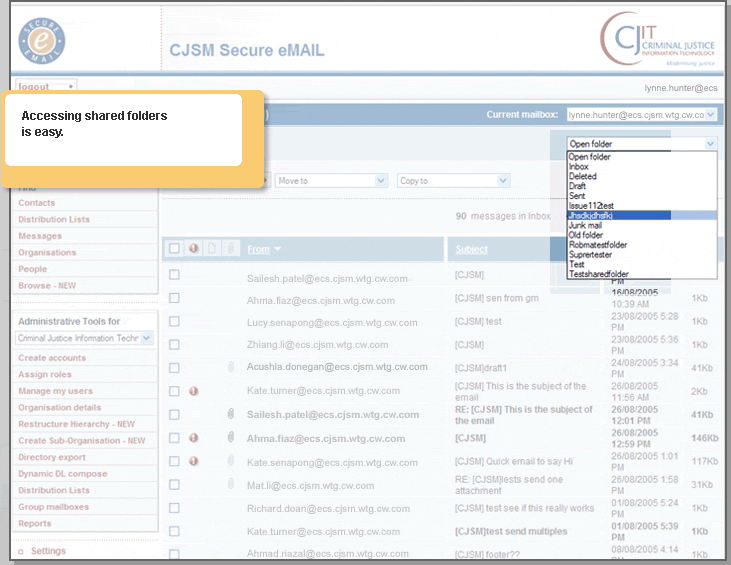 SECURE
e
EMAIL
CJSM Secure eMAIL
CJIT
CRIMINAL JUSTICE
INFORMATION TECHNOLOGY
Modernising justice
logout
lynne.hunter@ecs
Accessing shared folders
is easy.
)
Current mailbox:
lynne.hunter@ecs.cjsm.wtg.cw.co
Open folder
Open folder
Inbox
Deleted
Draft
Sent
Issue112test
Jhsdkjdhsfkj
Junk mail
Old folder
Robmatestfolder
Suprertester
Test
Testsharedfolder
Move to
Copy to
90 messages in Inbox
Find
Contacts
Distribution Lists
Messages
Organisations
People
Browse - NEW
Administrative Tools for
Criminal Justice Information Techr
Create accounts
Assign roles
Manage my users
Organisation details
Restructure Hierarchy - NEW
Create Sub-Organisation - NEW
Directory export
Dynamic DL compose
Distribution Lists
Group mailboxes
Reports
Settings
From
Subject
Sailesh.patel@ecs.cjsm.wtg.cw.com [CJSM] PM
Ahma.fiaz@ecs.cjsm.wtg.cw.com [CJSM] sen from gm 16/08/2005 10:39 AM 1Kb
Lucy.senapong@ecs.cjsm.wtg.cw.com [CJSM] test 23/08/2005 5:28 PM 1Kb
Zhiang.li@ecs.cjsm.wtg.cw.com [CJSM] 23/08/2005 5:36 PM 1Kb
Acushla.donegan@ecs.cjsm.wtg.cw.com [CJSM]draft1 24/08/2005 3:34 PM 41Kb
Kate.turner@ecs.cjsm.wtg.cw.com [CJSM] This is the subject of the email 26/08/2005 11:56 AM 2Kb
Sailesh.patel@ecs.cjsm.wtg.cw.com RE: [CJSM] This is the subject of the email 26/08/2005 12:01 PM 41Kb
Ahma.fiaz@ecs.cjsm.wtg.cw.com [CJSM] 26/08/2005 12:59 PM 146Kb
Kate.senapong@ecs.cjsm.wtg.cw.com [CJSM] Quick email to say Hi 26/08/2005 1:01 PM 117Kb
Mat.li@ecs.cjsm.wtg.cw.com RE: [CJSM]tests send one attachment 26/08/2005 1:58 PM 31Kb
Richard.doan@ecs.cjsm.wtg.cw.com [CJSM] test see if this really works 01/08/2005 5:24 PM 1Kb
Kate.turner@ecs.cjsm.wtg.cw.com [CJSM]test send multiples 01/08/2005 5:39 PM 1Kb
Ahmad.riazal@ecs.cjsm.wtg.cw.com [CJSM] footer?? 08/08/2005 4:14 1Kb